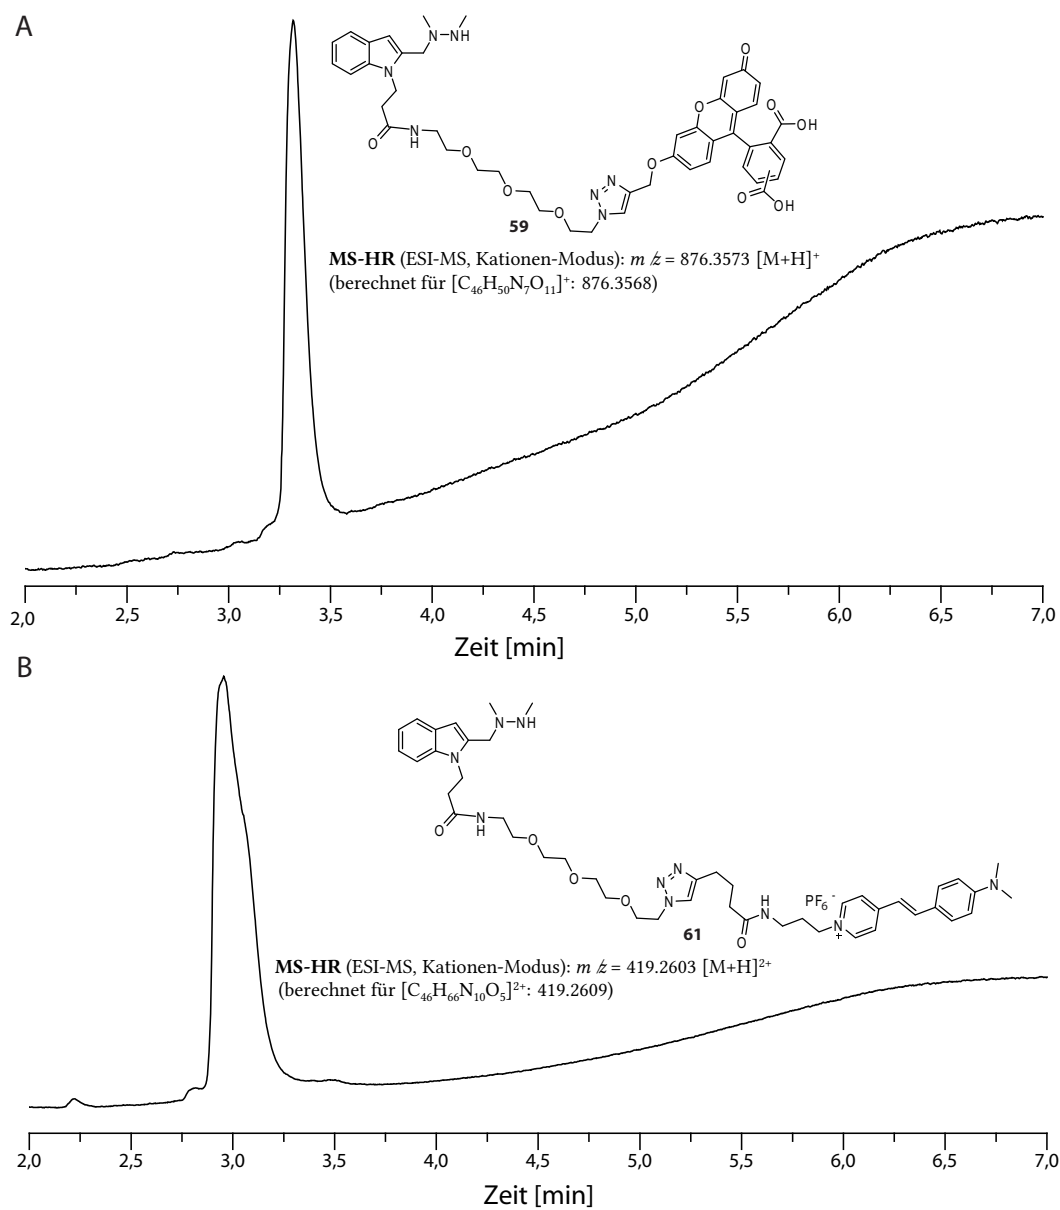 A
N
NH
N
O
N
H
O
O
O
N
N
N
O
O
O
O
OH
O
OH
59
MS-HR (ESI-MS, Kationen-Modus): m/z = 876.3573 [M+H]⁺
(berechnet für [C₄₆H₅₀N₇O₁₁]⁺: 876.3568)
2,0 2,5 3,0 3,5 4,0 4,5 5,0 5,5 6,0 6,5 7,0
Zeit [min]
B
N
NH
N
O
N
H
O
O
O
N
N
N
O
H
N
PF₆⁻
N
+
N
61
MS-HR (ESI-MS, Kationen-Modus): m/z = 419.2603 [M+H]²⁺
(berechnet für [C₄₆H₆₆N₁₀O₅]²⁺: 419.2609)
2,0 2,5 3,0 3,5 4,0 4,5 5,0 5,5 6,0 6,5 7,0
Zeit [min]